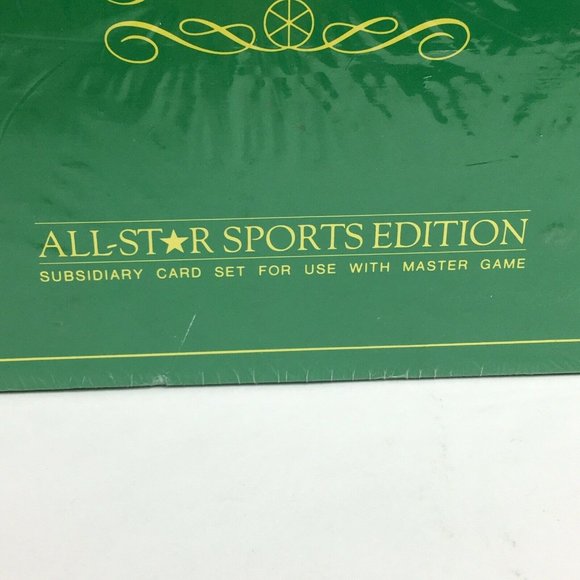 ALL-ST★R SPORTS EDITION
SUBSIDIARY CARD SET FOR USE WITH MASTER GAME